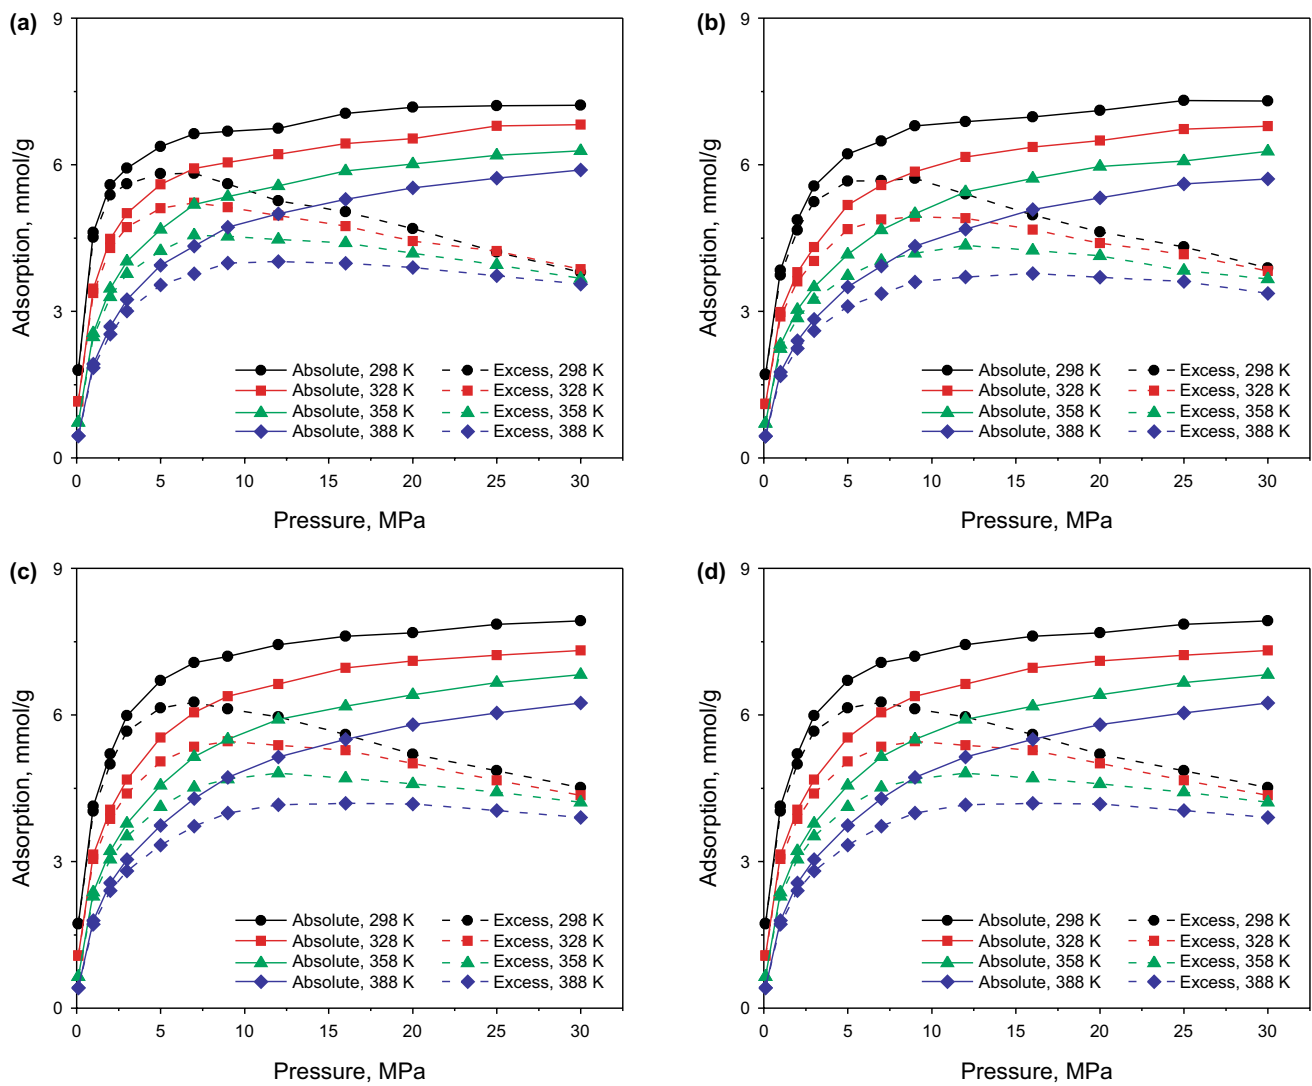 (a)
9
6
3
0
Adsorption, mmol/g
Absolute, 298 K
Absolute, 328 K
Absolute, 358 K
Absolute, 388 K
Excess, 298 K
Excess, 328 K
Excess, 358 K
Excess, 388 K
0 5 10 15 20 25 30
Pressure, MPa
(b)
9
6
3
0
Adsorption, mmol/g
Absolute, 298 K
Absolute, 328 K
Absolute, 358 K
Absolute, 388 K
Excess, 298 K
Excess, 328 K
Excess, 358 K
Excess, 388 K
0 5 10 15 20 25 30
Pressure, MPa
(c)
9
6
3
0
Adsorption, mmol/g
Absolute, 298 K
Absolute, 328 K
Absolute, 358 K
Absolute, 388 K
Excess, 298 K
Excess, 328 K
Excess, 358 K
Excess, 388 K
0 5 10 15 20 25 30
Pressure, MPa
(d)
9
6
3
0
Adsorption, mmol/g
Absolute, 298 K
Absolute, 328 K
Absolute, 358 K
Absolute, 388 K
Excess, 298 K
Excess, 328 K
Excess, 358 K
Excess, 388 K
0 5 10 15 20 25 30
Pressure, MPa